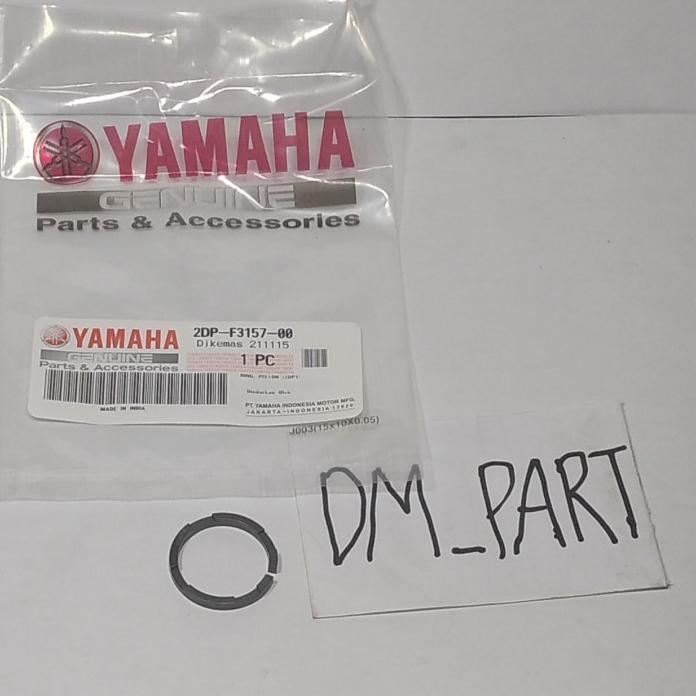 YAMAHA
GENUINE
Parts & Accessories
YAMAHA
GENUINE
Parts & Accessories
2DP-F3157-00
Dikemas 211115
1 PC
MADE IN INDIA
PT. YAMAHA INDONESIA MOTOR MFG.
JAKARTA-INDONESIA 13920
J003(15X10X0.05)
DM_PART